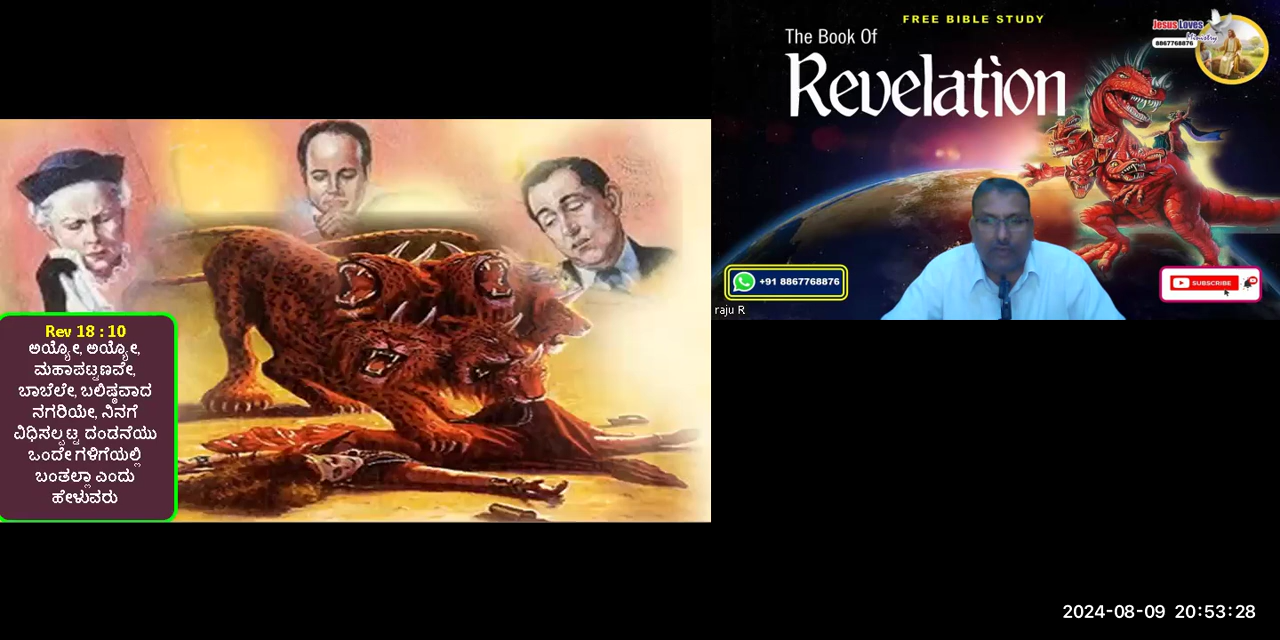 Rev 18 : 10
ಅಯ್ಯೋ, ಅಯ್ಯೋ,
ಮಹಾಪಟ್ಟಣವೇ,
ಬಾಬೆಲೇ, ಬಲಿಷ್ಠವಾದ
ನಗರಿಯೇ, ನಿನಗೆ
ವಿಧಿಸಲ್ಪಟ್ಟ ದಂಡನೆಯು
ಒಂದೇ ಗಳಿಗೆಯಲ್ಲಿ
ಬಂತಲ್ಲಾ ಎಂದು
ಹೇಳುವರು
FREE BIBLE STUDY
The Book Of
Revelation
Jesus Loves
Ministry
8867768876
+91 8867768876
SUBSCRIBE
raju R
2024-08-09 20:53:28